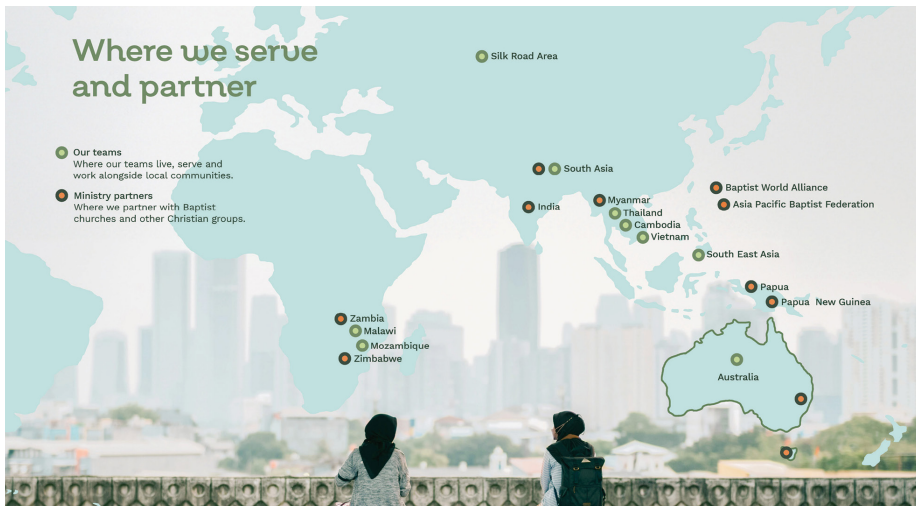 Where we serve
and partner
Our teams
Where our teams live, serve and
work alongside local communities.
Ministry partners
Where we partner with Baptist
churches and other Christian groups.
Silk Road Area
South Asia
India
Myanmar
Thailand
Cambodia
Vietnam
Baptist World Alliance
Asia Pacific Baptist Federation
South East Asia
Papua
Papua New Guinea
Zambia
Malawi
Mozambique
Zimbabwe
Australia